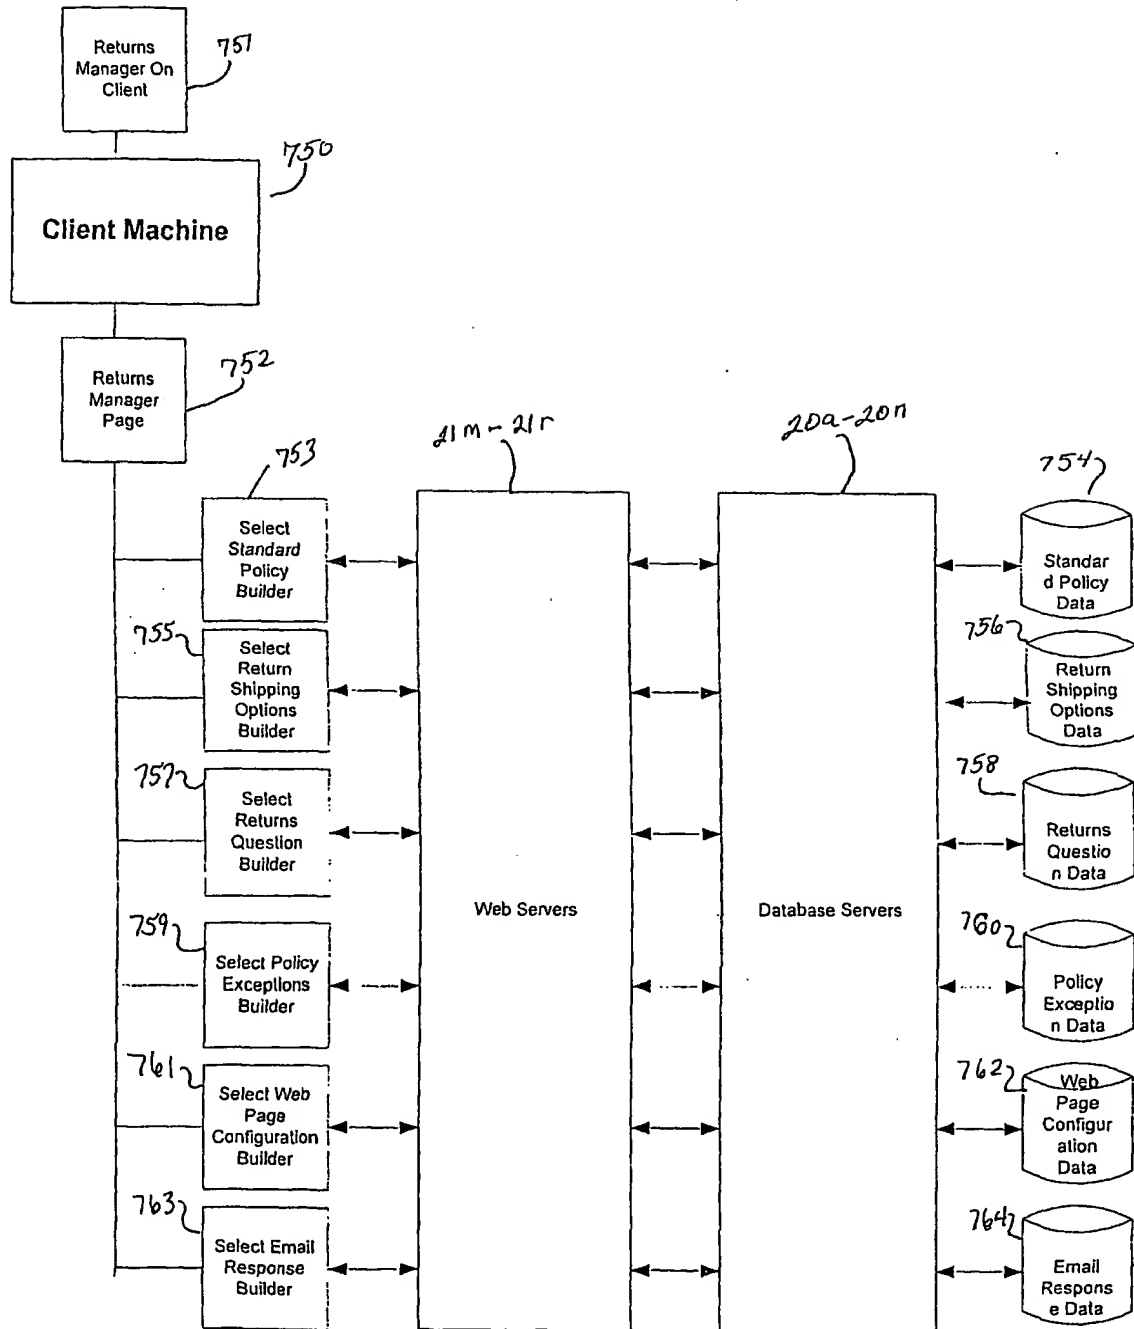 Returns
Manager On
Client
751
750
Client Machine
752
Returns
Manager
Page
753
21m - 21r
20a-20n
754
Select
Standard
Policy
Builder
Standar
d Policy
Data
755
Select
Return
Shipping
Options
Builder
756
Return
Shipping
Options
Data
757
Select
Returns
Question
Builder
758
Returns
Questio
n Data
Web Servers
Database Servers
759
Select Policy
Exceptions
Builder
760
Policy
Exceptio
n Data
761
Select Web
Page
Configuration
Builder
762
Web
Page
Configur
ation
Data
763
Select Email
Response
Builder
764
Email
Respons
e Data